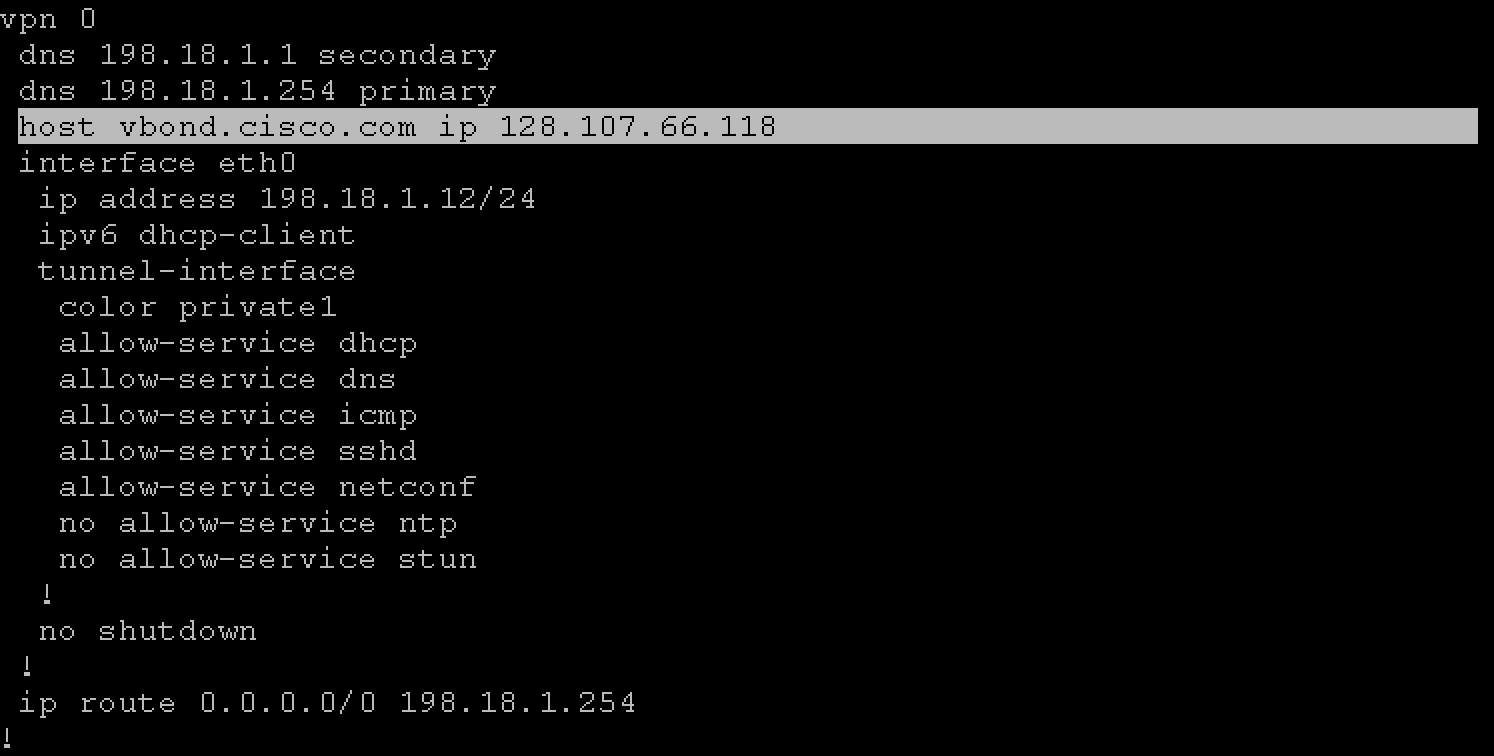 vpn 0
 dns 198.18.1.1 secondary
 dns 198.18.1.254 primary
 host vbond.cisco.com ip 128.107.66.118
 interface eth0
  ip address 198.18.1.12/24
  ipv6 dhcp-client
  tunnel-interface
   color private1
   allow-service dhcp
   allow-service dns
   allow-service icmp
   allow-service sshd
   allow-service netconf
   no allow-service ntp
   no allow-service stun
  !
  no shutdown
 !
 ip route 0.0.0.0/0 198.18.1.254
!